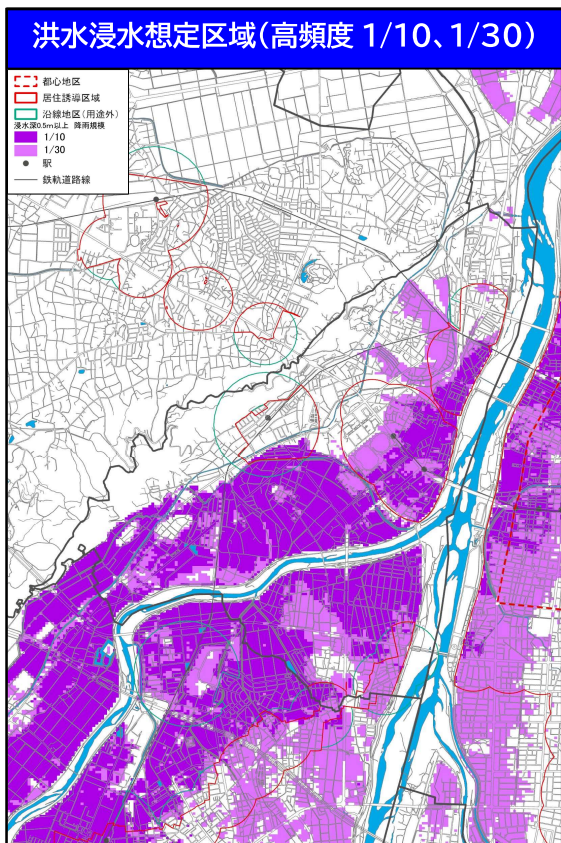 洪水浸水想定区域(高頻度 1/10、1/30)
都心地区
居住誘導区域
沿線地区(用途外)
浸水深0.5m以上 降雨規模
1/10
1/30
駅
鉄軌道路線